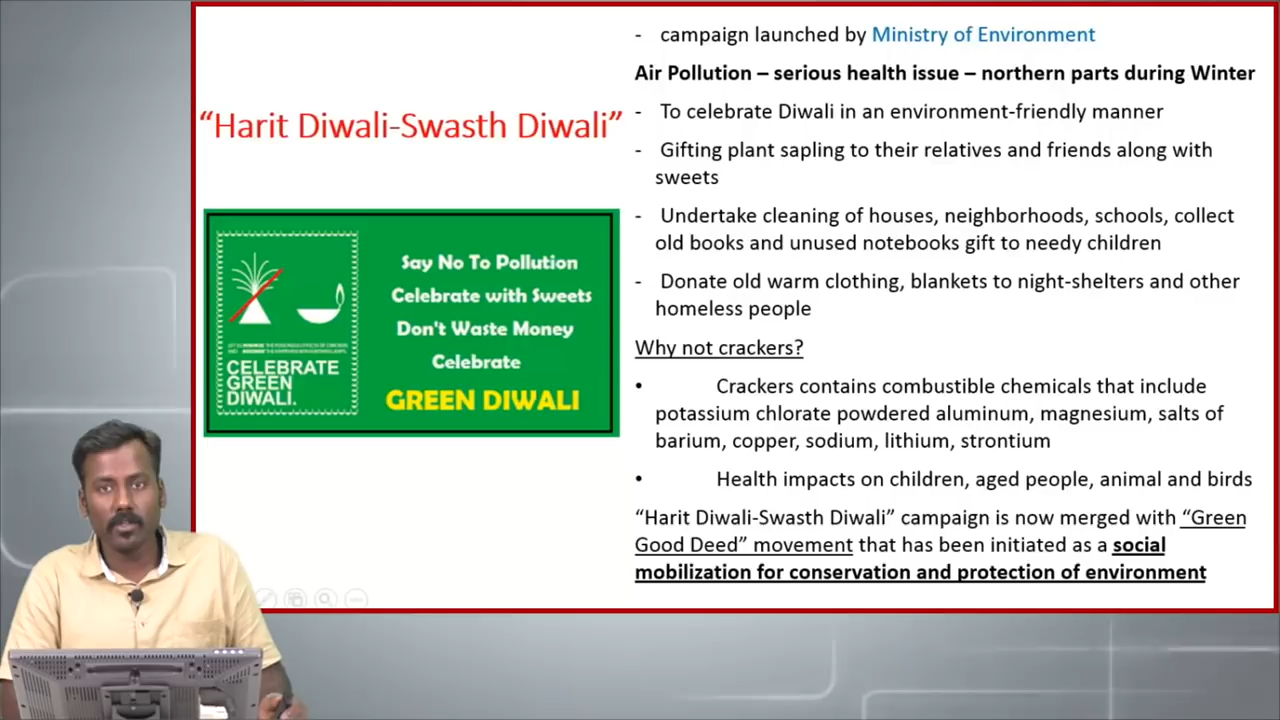 “Harit Diwali-Swasth Diwali”
Say No To Pollution
Celebrate with Sweets
Don't Waste Money
Celebrate
GREEN DIWALI
CELEBRATE
GREEN
DIWALI.
- campaign launched by Ministry of Environment
Air Pollution – serious health issue – northern parts during Winter
- To celebrate Diwali in an environment-friendly manner
- Gifting plant sapling to their relatives and friends along with
sweets
- Undertake cleaning of houses, neighborhoods, schools, collect
old books and unused notebooks gift to needy children
- Donate old warm clothing, blankets to night-shelters and other
homeless people
Why not crackers?
• Crackers contains combustible chemicals that include
potassium chlorate powdered aluminum, magnesium, salts of
barium, copper, sodium, lithium, strontium
• Health impacts on children, aged people, animal and birds
“Harit Diwali-Swasth Diwali” campaign is now merged with “Green
Good Deed” movement that has been initiated as a social
mobilization for conservation and protection of environment